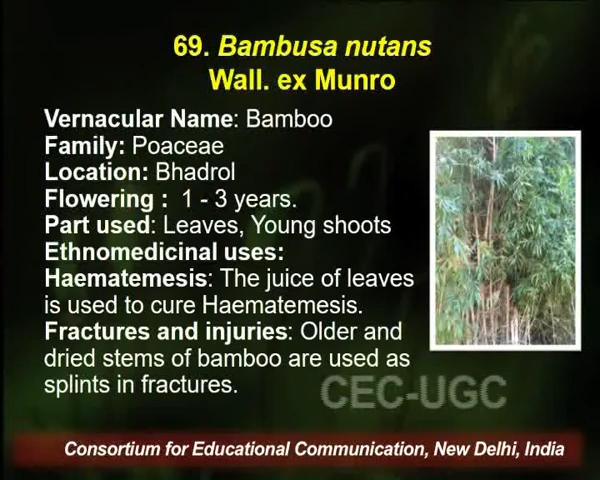 69. Bambusa nutans
Wall. ex Munro
Vernacular Name: Bamboo
Family: Poaceae
Location: Bhadrol
Flowering :  1 - 3 years.
Part used: Leaves, Young shoots
Ethnomedicinal uses:
Haematemesis: The juice of leaves
is used to cure Haematemesis.
Fractures and injuries: Older and
dried stems of bamboo are used as
splints in fractures.
CEC-UGC
Consortium for Educational Communication, New Delhi, India